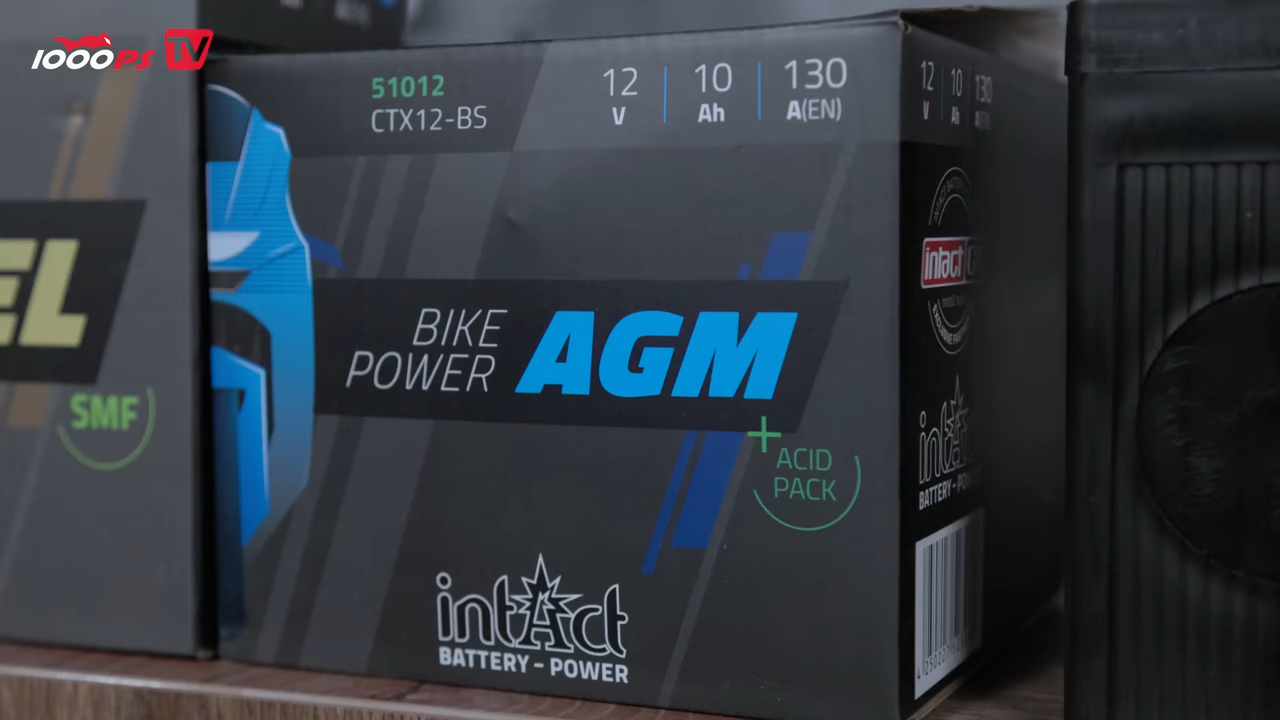 1000PS TV
51012
CTX12-BS
12 V
10 Ah
130 A(EN)
12 V
10 Ah
130 A(EN)
EL
SMF
BIKE
POWER
AGM
+
ACID
PACK
intAct
BATTERY-POWER
intact
intAct
BATTERY-